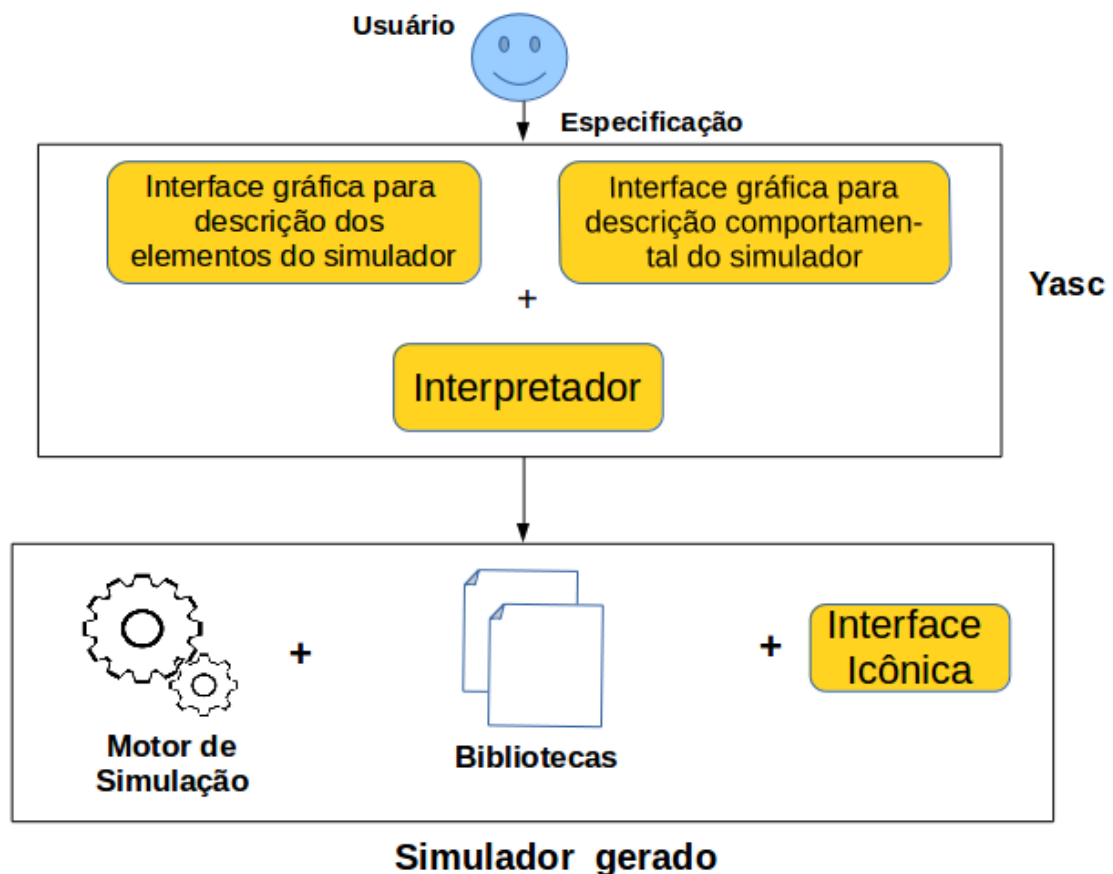 Usuário
Especificação
Interface gráfica para
descrição dos
elementos do simulador
Interface gráfica para
descrição comportamen-
tal do simulador
+
Interpretador
Yasc
+
+
Interface
Icônica
Motor de
Simulação
Bibliotecas
Simulador gerado